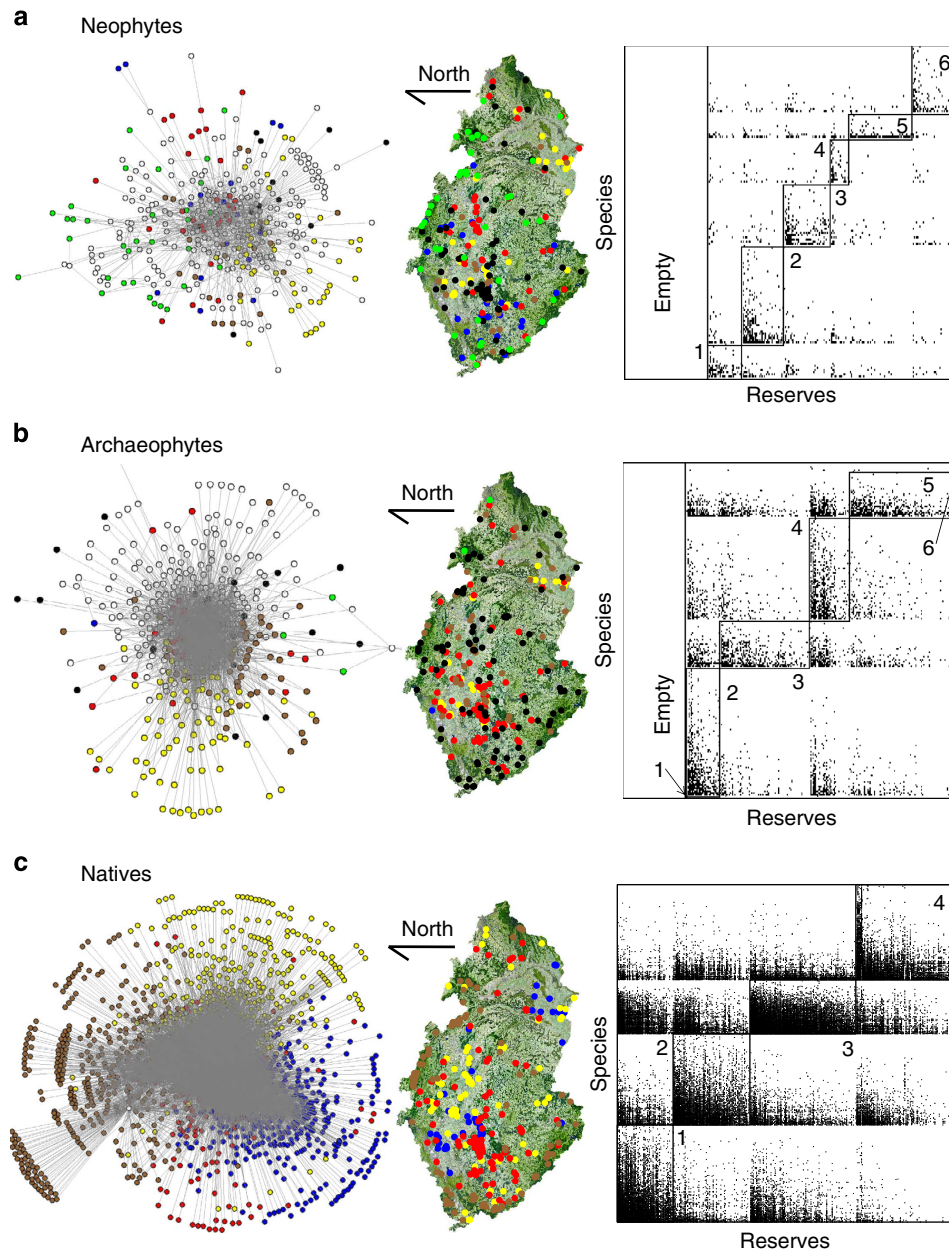 a
Neophytes
North
Species
Empty
6
5
4
3
2
1
Reserves
b
Archaeophytes
North
Species
Empty
5
4
6
2
3
1
Reserves
c
Natives
North
Species
4
2
3
1
Reserves